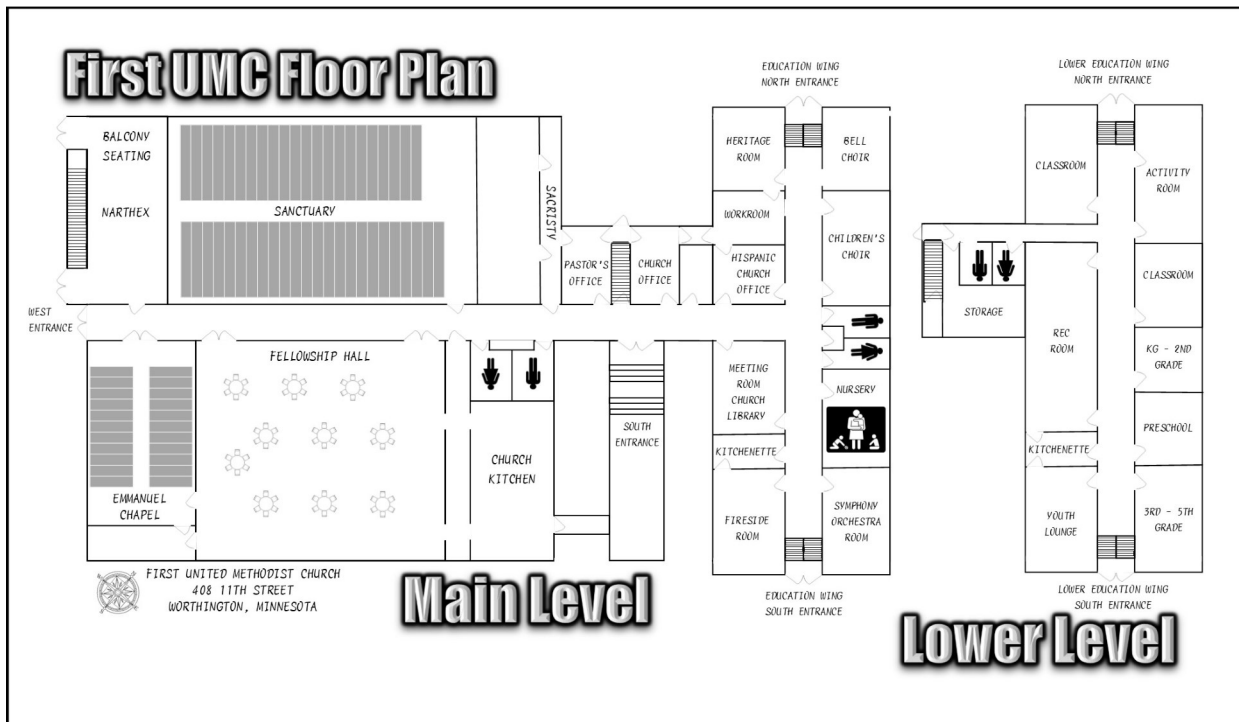 First UMC Floor Plan
BALCONY
SEATING
NARTHEX
SANCTUARY
SACRISTY
PASTOR'S
OFFICE
CHURCH
OFFICE
WEST
ENTRANCE
FELLOWSHIP HALL
EMMANUEL
CHAPEL
CHURCH
KITCHEN
SOUTH
ENTRANCE
EDUCATION WING
NORTH ENTRANCE
HERITAGE
ROOM
BELL
CHOIR
WORKROOM
CHILDREN'S
CHOIR
HISPANIC
CHURCH
OFFICE
MEETING
ROOM
CHURCH
LIBRARY
NURSERY
KITCHENETTE
FIRESIDE
ROOM
SYMPHONY
ORCHESTRA
ROOM
EDUCATION WING
SOUTH ENTRANCE
FIRST UNITED METHODIST CHURCH
408 11TH STREET
WORTHINGTON, MINNESOTA
Main Level
LOWER EDUCATION WING
NORTH ENTRANCE
CLASSROOM
ACTIVITY
ROOM
CLASSROOM
STORAGE
REC
ROOM
KG - 2ND
GRADE
PRESCHOOL
KITCHENETTE
YOUTH
LOUNGE
3RD - 5TH
GRADE
LOWER EDUCATION WING
SOUTH ENTRANCE
Lower Level